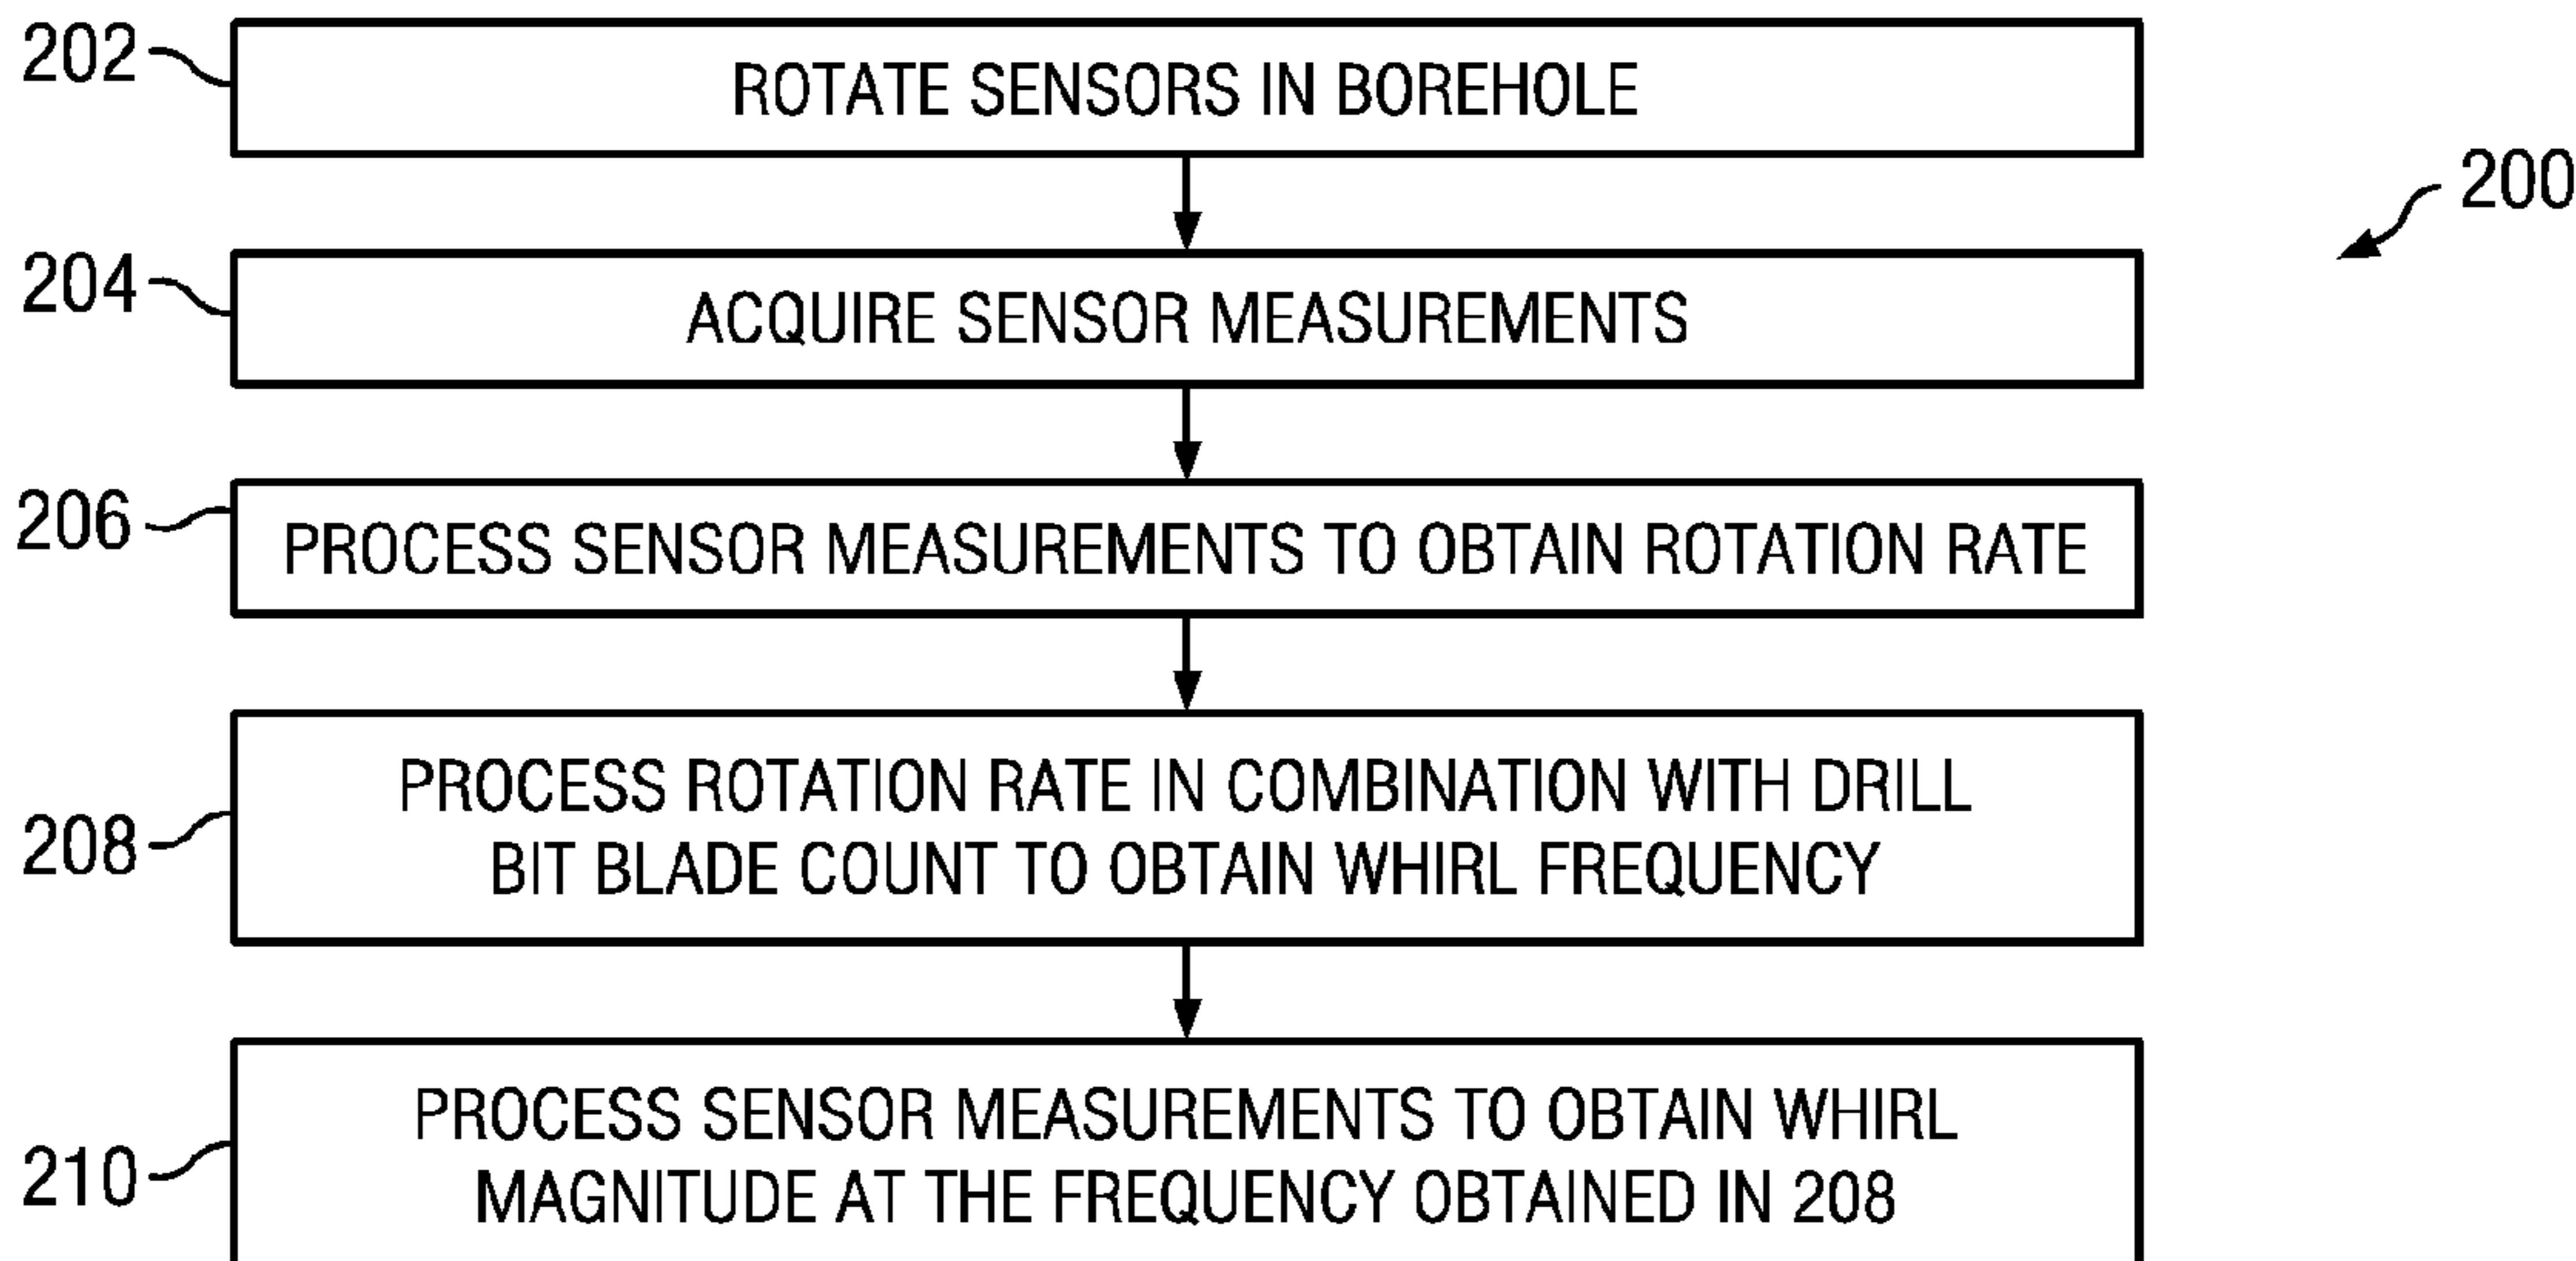 202
ROTATE SENSORS IN BOREHOLE
200
204
ACQUIRE SENSOR MEASUREMENTS
206
PROCESS SENSOR MEASUREMENTS TO OBTAIN ROTATION RATE
208
PROCESS ROTATION RATE IN COMBINATION WITH DRILL
BIT BLADE COUNT TO OBTAIN WHIRL FREQUENCY
210
PROCESS SENSOR MEASUREMENTS TO OBTAIN WHIRL
MAGNITUDE AT THE FREQUENCY OBTAINED IN 208